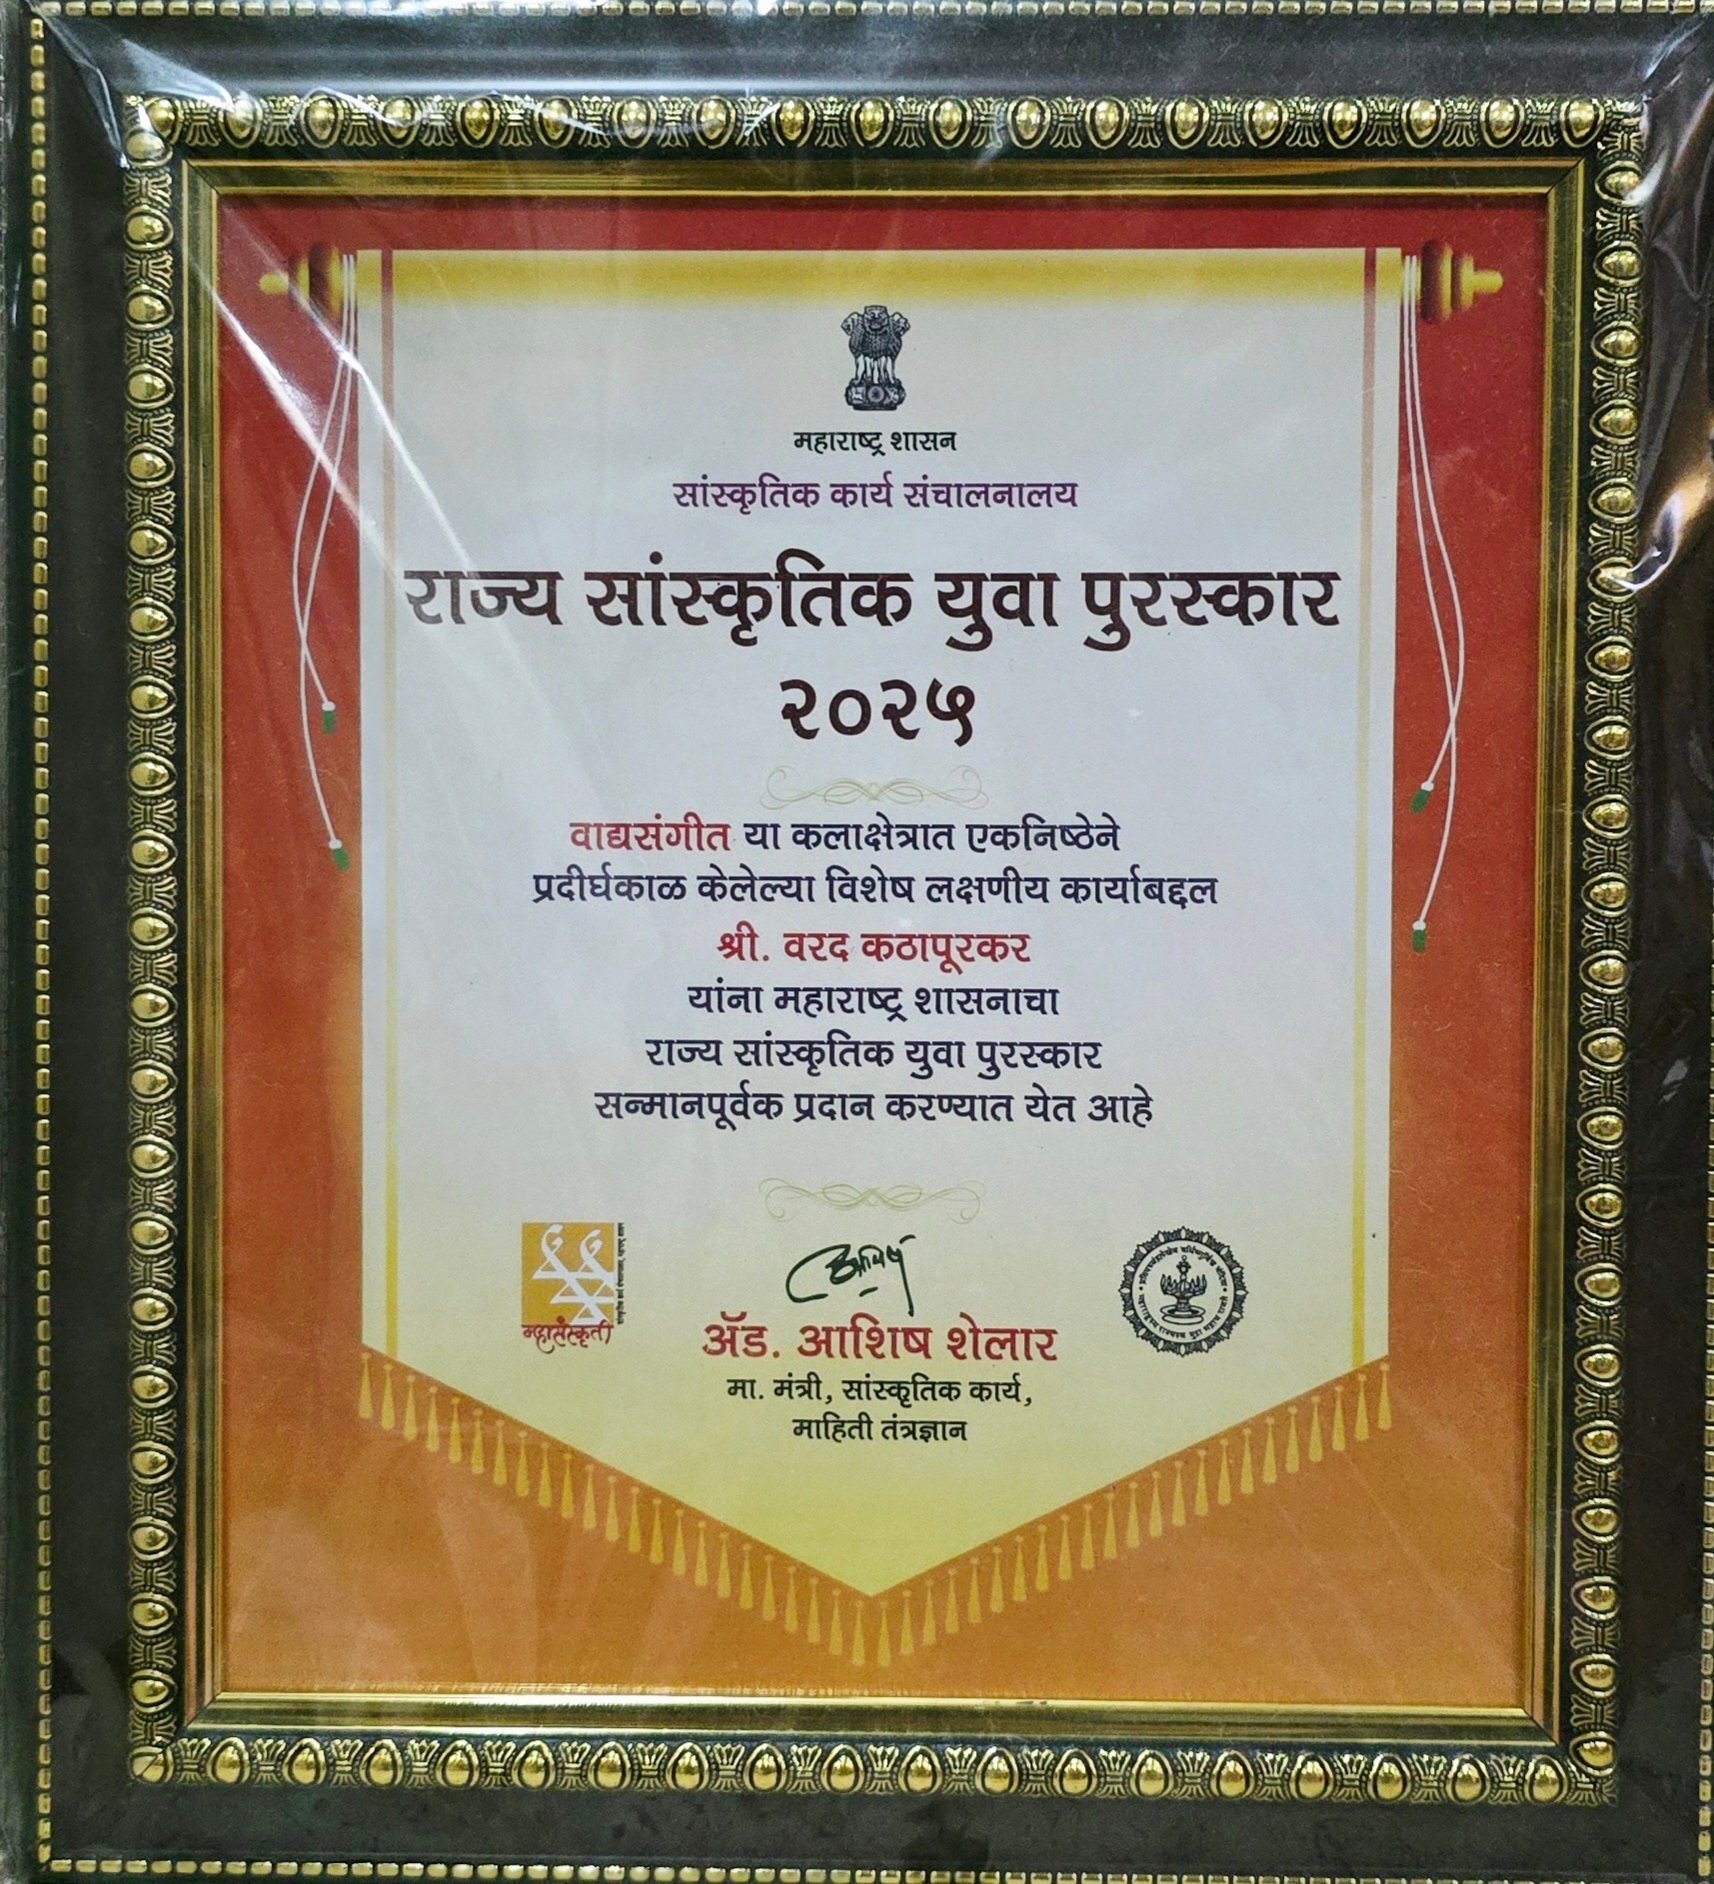 महाराष्ट्र शासन
सांस्कृतिक कार्य संचालनालय
राज्य सांस्कृतिक युवा पुरस्कार
२०२५
वाद्यसंगीत या कलाक्षेत्रात एकनिष्ठेने
प्रदीर्घकाळ केलेल्या विशेष लक्षणीय कार्याबद्दल
श्री. वरद कठापूरकर
यांना महाराष्ट्र शासनाचा
राज्य सांस्कृतिक युवा पुरस्कार
सन्मानपूर्वक प्रदान करण्यात येत आहे
महासंस्कृती
अ‍ॅड. आशिष शेलार
मा. मंत्री, सांस्कृतिक कार्य,
माहिती तंत्रज्ञान